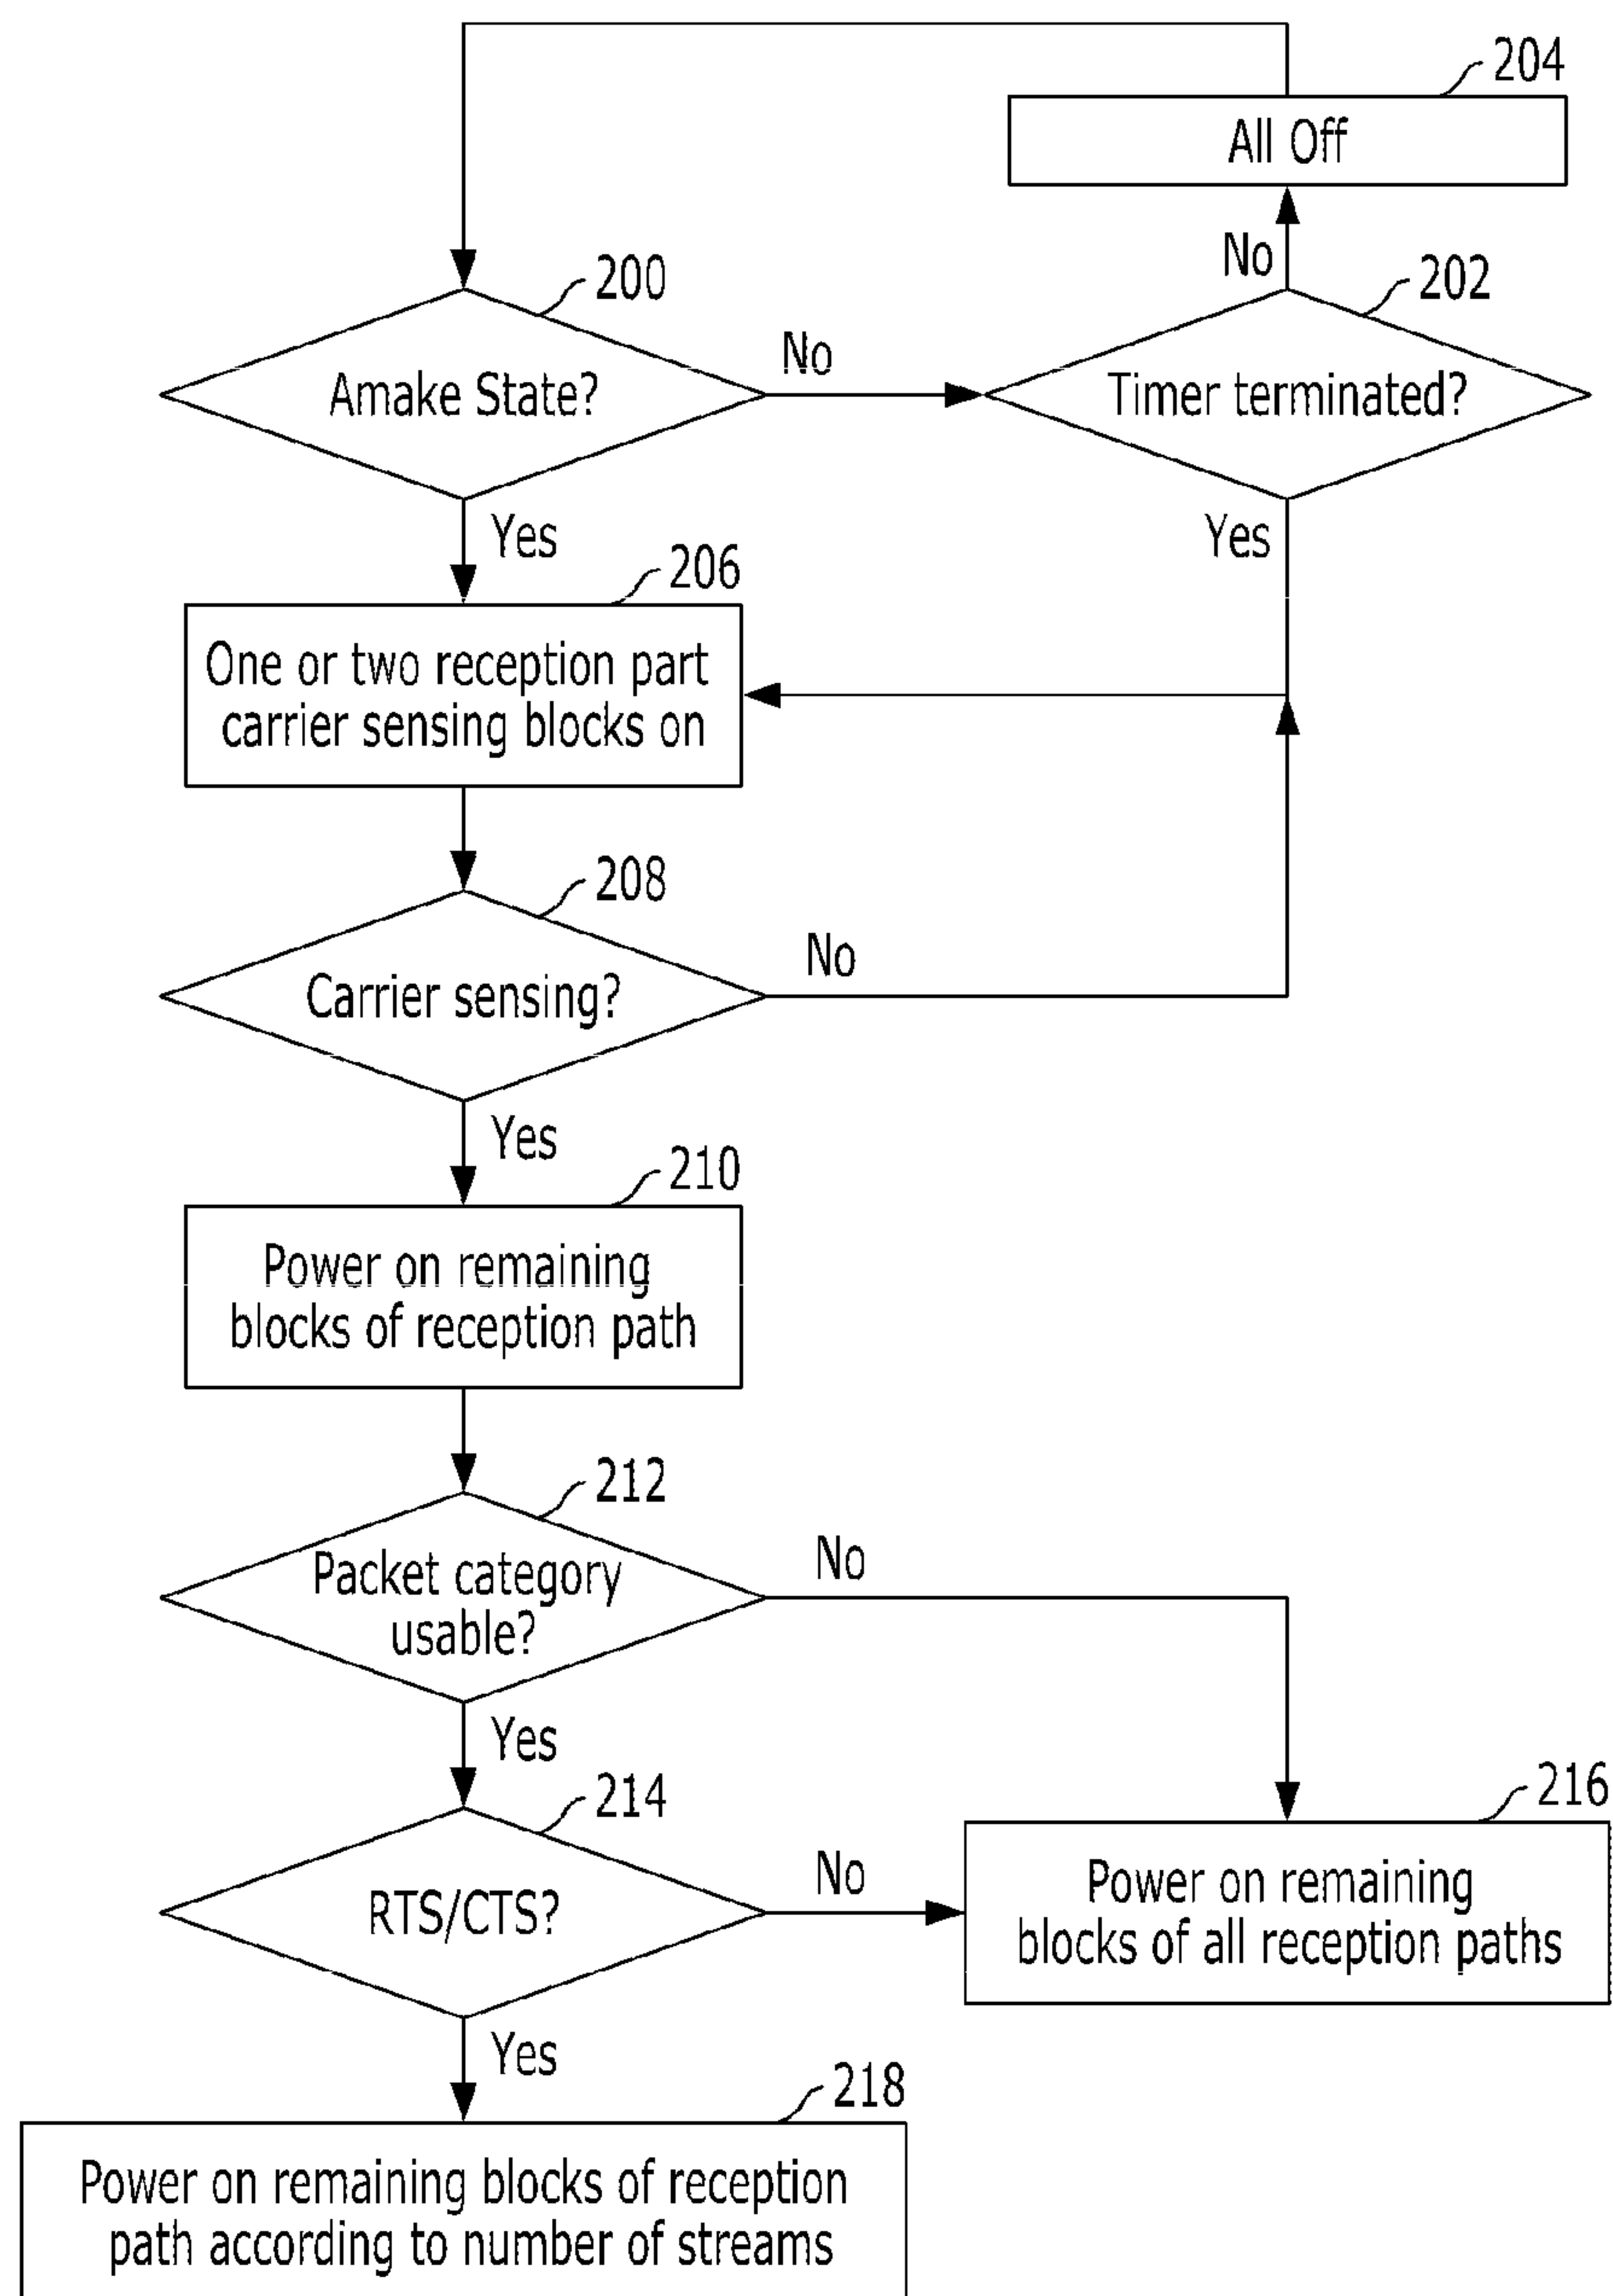 204
All Off
No
200
202
Amake State?
No
Timer terminated?
Yes
Yes
206
One or two reception part
carrier sensing blocks on
208
Carrier sensing?
No
Yes
210
Power on remaining
blocks of reception path
212
Packet category
usable?
No
Yes
214
216
RTS/CTS?
No
Power on remaining
blocks of all reception paths
Yes
218
Power on remaining blocks of reception
path according to number of streams